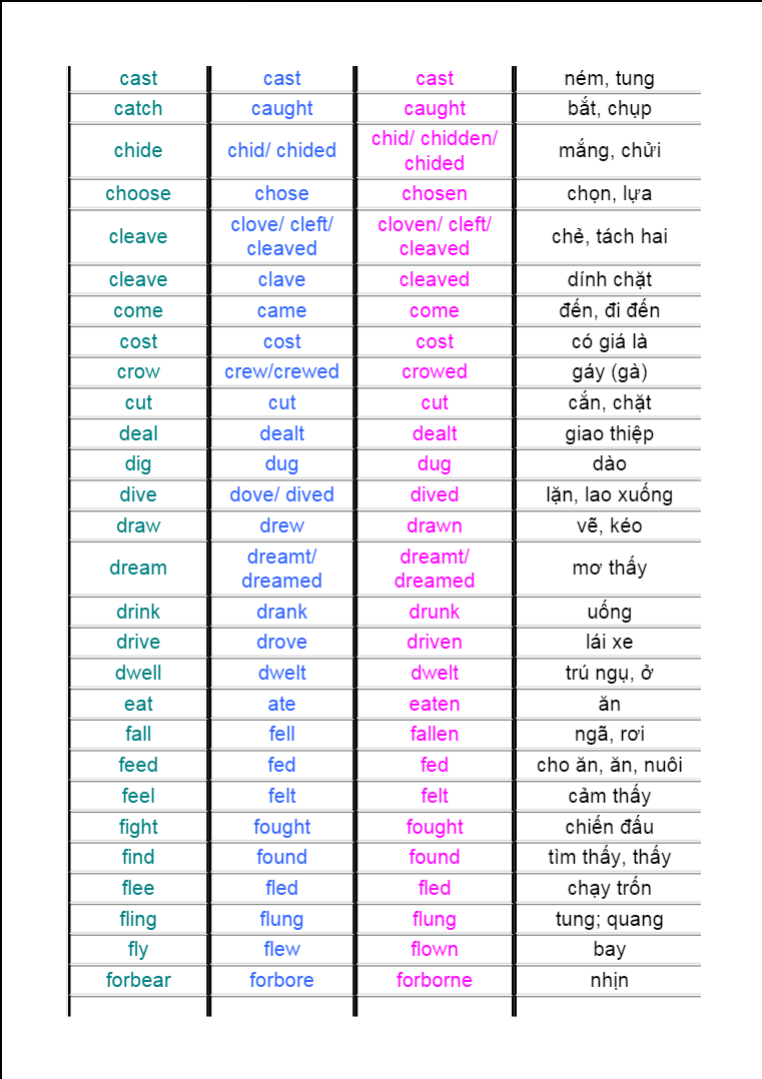 cast cast cast ném, tung
catch caught caught bắt, chụp
chid/ chidden/
chide chid/ chided mắng, chửi
chided
choose chose chosen chọn, lựa
clove/ cleft/ cloven/ cleft/
cleave chẻ, tách hai
cleaved cleaved
cleave clave cleaved dính chặt
come came come đến, đi đến
cost cost cost có giá là
crow crew/crewed crowed gáy (gà)
cut cut cut cắn, chặt
deal dealt dealt giao thiệp
dig dug dug dào
dive dove/ dived dived lặn, lao xuống
draw drew drawn vẽ, kéo
dreamt/ dreamt/
dream mơ thấy
dreamed dreamed
drink drank drunk uống
drive drove driven lái xe
dwell dwelt dwelt trú ngụ, ở
eat ate eaten ăn
fall fell fallen ngã, rơi
feed fed fed cho ăn, ăn, nuôi
feel felt felt cảm thấy
fight fought fought chiến đấu
find found found tìm thấy, thấy
flee fled fled chạy trốn
fling flung flung tung; quang
fly flew flown bay
forbear forbore forborne nhịn